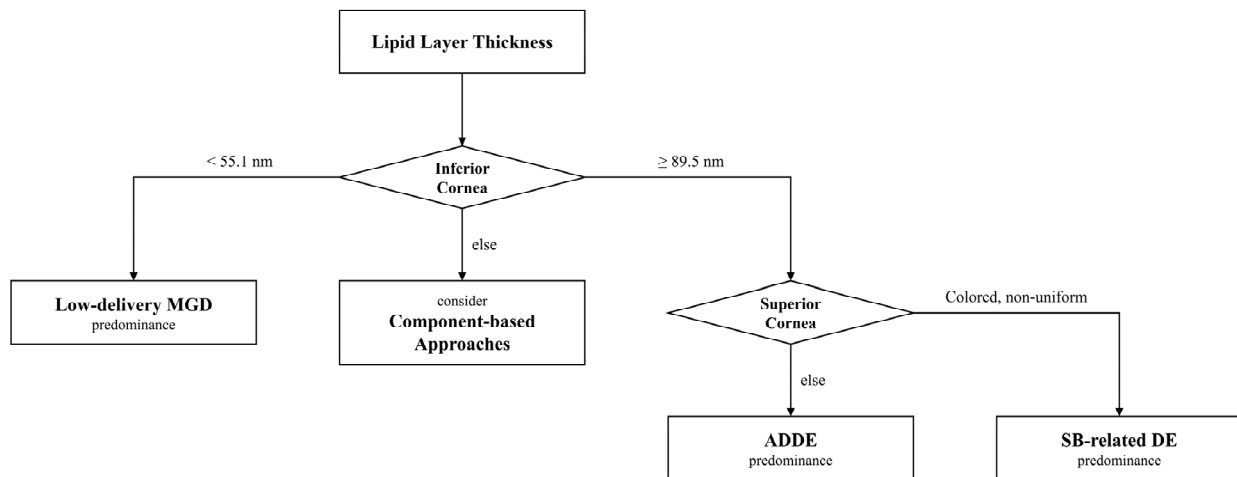 Lipid Layer Thickness
< 55.1 nm
Inferior
Cornea
≥ 89.5 nm
else
Low-delivery MGD
predominance
consider
Component-based
Approaches
Superior
Cornea
Colored, non-uniform
else
ADDE
predominance
SB-related DE
predominance